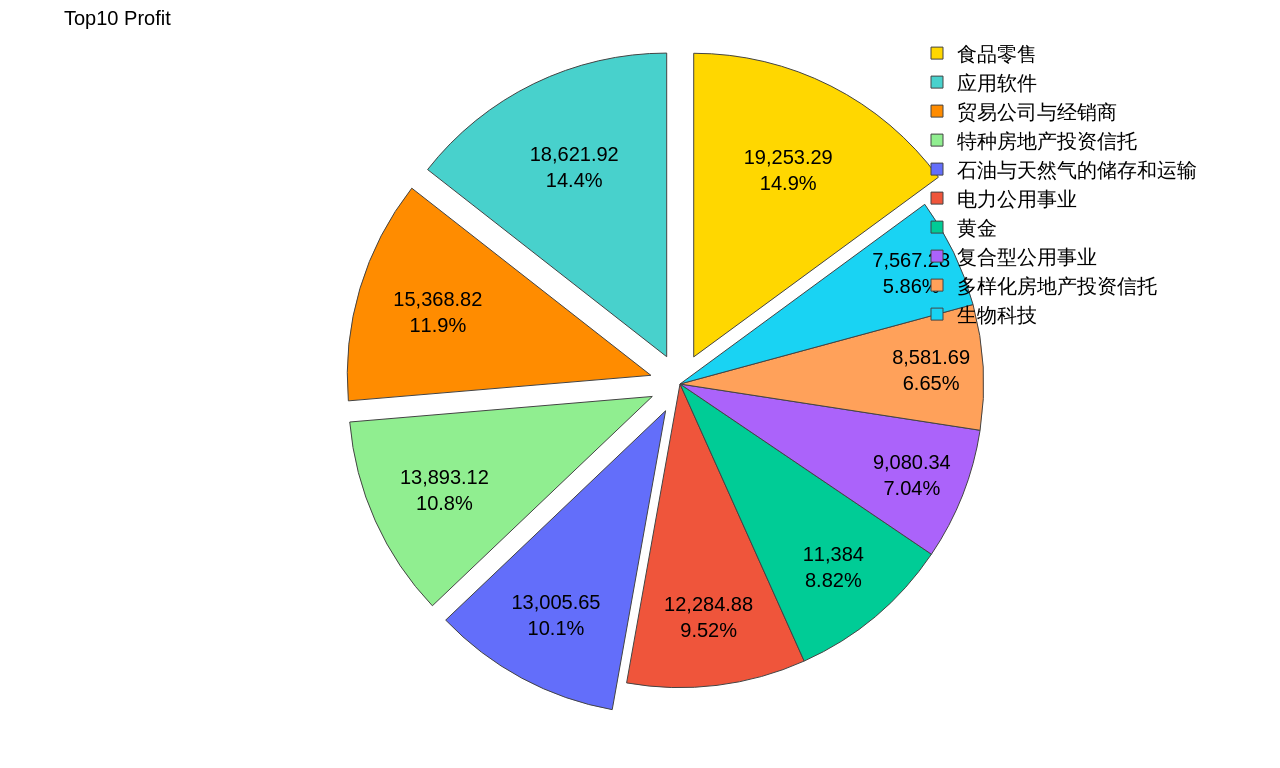 Top10 Profit
食品零售
应用软件
贸易公司与经销商
特种房地产投资信托
石油与天然气的储存和运输
电力公用事业
黄金
复合型公用事业
多样化房地产投资信托
生物科技
18,621.92
14.4%
19,253.29
14.9%
7,567.28
5.86%
15,368.82
11.9%
8,581.69
6.65%
13,893.12
10.8%
9,080.34
7.04%
11,384
8.82%
13,005.65
10.1%
12,284.88
9.52%